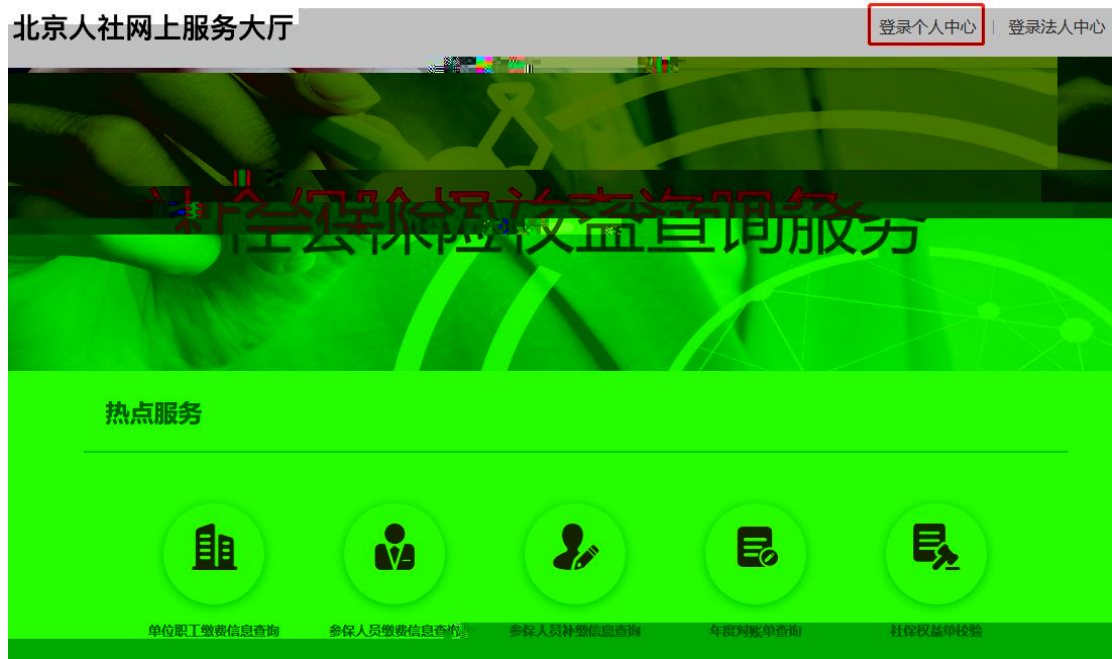 北京人社网上服务大厅
登录个人中心 | 登录法人中心
社会保险权益查询服务
热点服务
单位职工缴费信息查询
参保人员缴费信息查询
参保人员补缴信息查询
年度对账单查询
社保权益单校验